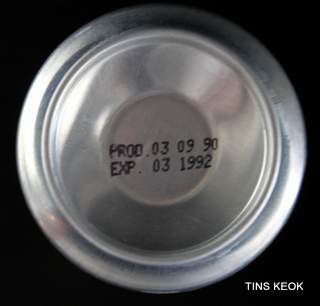 PROD.03 09 90
EXP. 03 1992
TINS KEOK